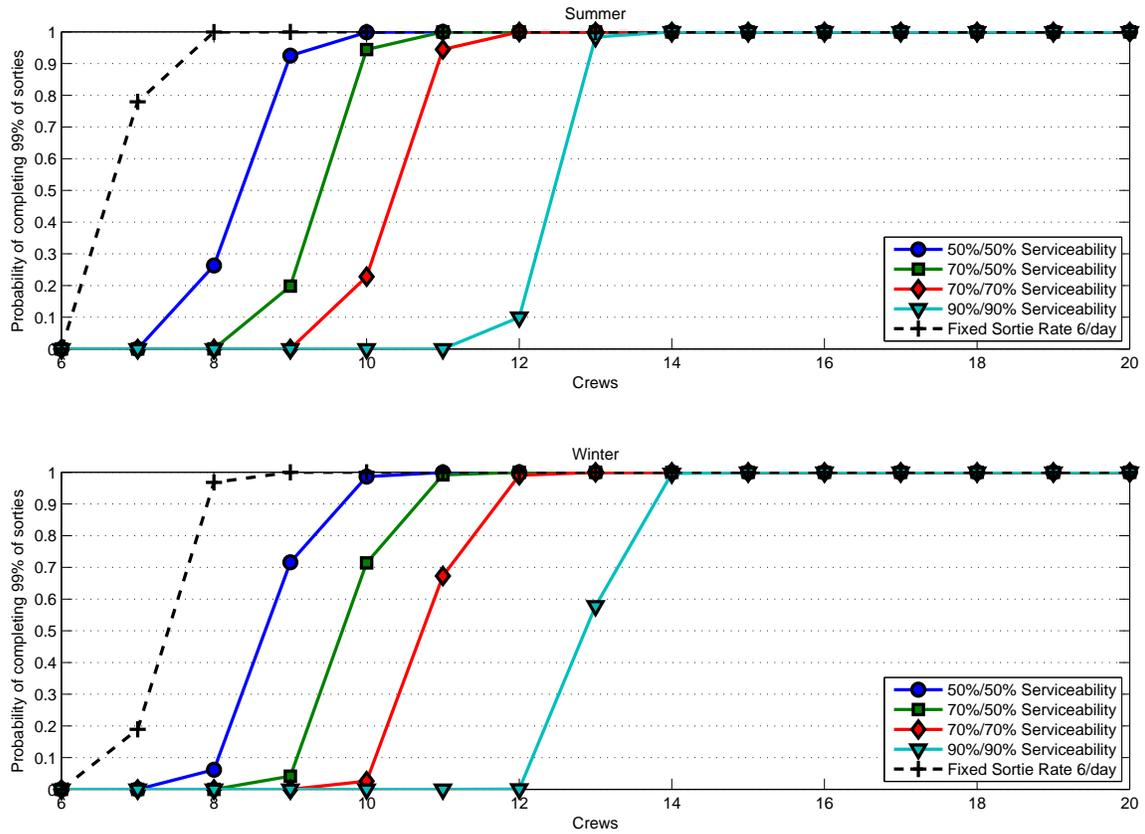 Summer
Probability of completing 99% of sorties
1
0.9
0.8
0.7
0.6
0.5
0.4
0.3
0.2
0.1
0
6 8 10 12 14 16 18 20
Crews
50%/50% Serviceability
70%/50% Serviceability
70%/70% Serviceability
90%/90% Serviceability
Fixed Sortie Rate 6/day
Winter
Probability of completing 99% of sorties
1
0.9
0.8
0.7
0.6
0.5
0.4
0.3
0.2
0.1
0
6 8 10 12 14 16 18 20
Crews
50%/50% Serviceability
70%/50% Serviceability
70%/70% Serviceability
90%/90% Serviceability
Fixed Sortie Rate 6/day